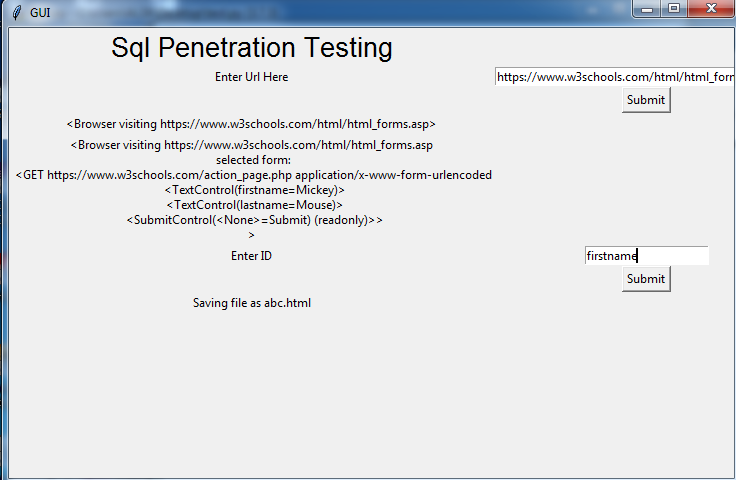 GUI
Sql Penetration Testing
Enter Url Here
https://www.w3schools.com/html/html_forn
Submit
<Browser visiting https://www.w3schools.com/html/html_forms.asp>
<Browser visiting https://www.w3schools.com/html/html_forms.asp
selected form:
<GET https://www.w3schools.com/action_page.php application/x-www-form-urlencoded
<TextControl(firstname=Mickey)>
<TextControl(lastname=Mouse)>
<SubmitControl(<None>=Submit) (readonly)>>
>
Enter ID
firstname
Submit
Saving file as abc.html